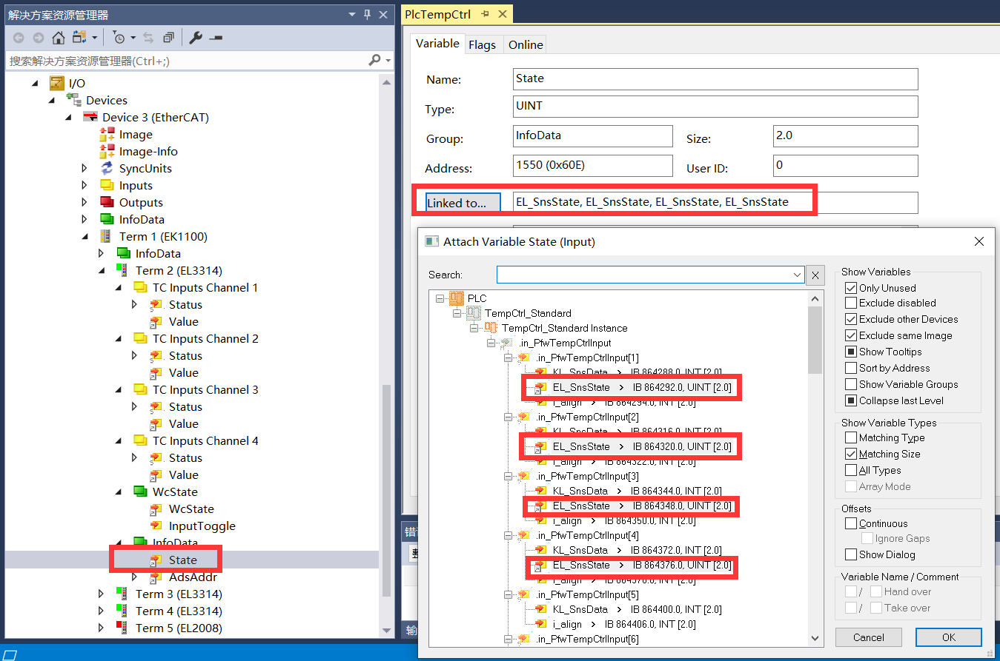 解决方案资源管理器
搜索解决方案资源管理器(Ctrl+;)
I/O
Devices
Device 3 (EtherCAT)
Image
Image-Info
SyncUnits
Inputs
Outputs
InfoData
Term 1 (EK1100)
InfoData
Term 2 (EL3314)
TC Inputs Channel 1
Status
Value
TC Inputs Channel 2
Status
Value
TC Inputs Channel 3
Status
Value
TC Inputs Channel 4
Status
Value
WcState
WcState
InputToggle
InfoData
State
AdsAddr
Term 3 (EL3314)
Term 4 (EL3314)
Term 5 (EL2008)
PlcTempCtrl
Variable Flags Online
Name: State
Type: UINT
Group: InfoData Size: 2.0
Address: 1550 (0x60E) User ID: 0
Linked to... EL_SnsState, EL_SnsState, EL_SnsState, EL_SnsState
Attach Variable State (Input)
Search:
PLC
TempCtrl_Standard
TempCtrl_Standard Instance
.in_PfwTempCtrlInput
.in_PfwTempCtrlInput[1]
KL_SnsData > IB 864288.0, INT [2.0]
EL_SnsState > IB 864292.0, UINT [2.0]
i_align > IB 864294.0, INT [2.0]
.in_PfwTempCtrlInput[2]
KL_SnsData > IB 864316.0, INT [2.0]
EL_SnsState > IB 864320.0, UINT [2.0]
i_align > IB 864322.0, INT [2.0]
.in_PfwTempCtrlInput[3]
KL_SnsData > IB 864344.0, INT [2.0]
EL_SnsState > IB 864348.0, UINT [2.0]
i_align > IB 864350.0, INT [2.0]
.in_PfwTempCtrlInput[4]
KL_SnsData > IB 864372.0, INT [2.0]
EL_SnsState > IB 864376.0, UINT [2.0]
i_align > IB 864378.0, INT [2.0]
.in_PfwTempCtrlInput[5]
KL_SnsData > IB 864400.0, INT [2.0]
i_align > IB 864406.0, INT [2.0]
.in_PfwTempCtrlInput[6]
Show Variables
Only Unused
Exclude disabled
Exclude other Devices
Exclude same Image
Show Tooltips
Sort by Address
Show Variable Groups
Collapse last Level
Show Variable Types
Matching Type
Matching Size
All Types
Array Mode
Offsets
Continuous
Ignore Gaps
Show Dialog
Variable Name / Comment
/ Hand over
/ Take over
Cancel OK
输